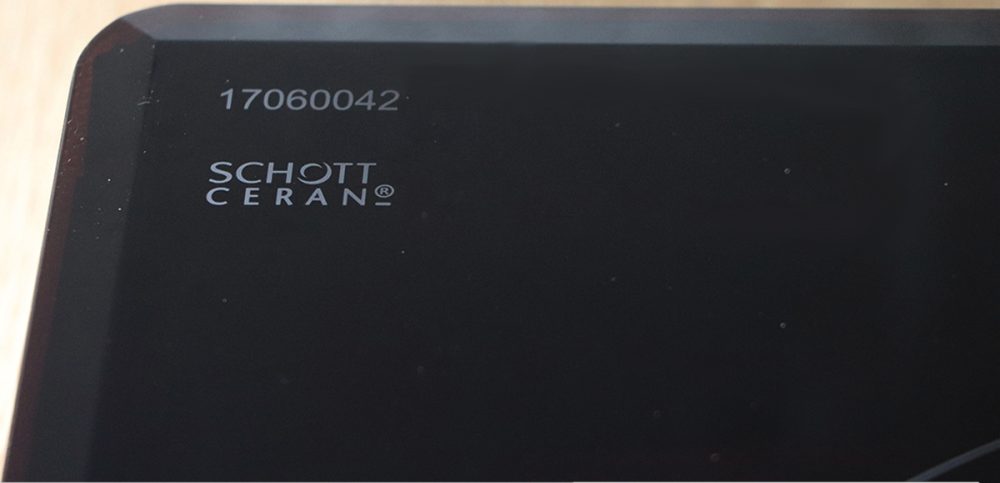 17060042
SCHOTT
CERAN®